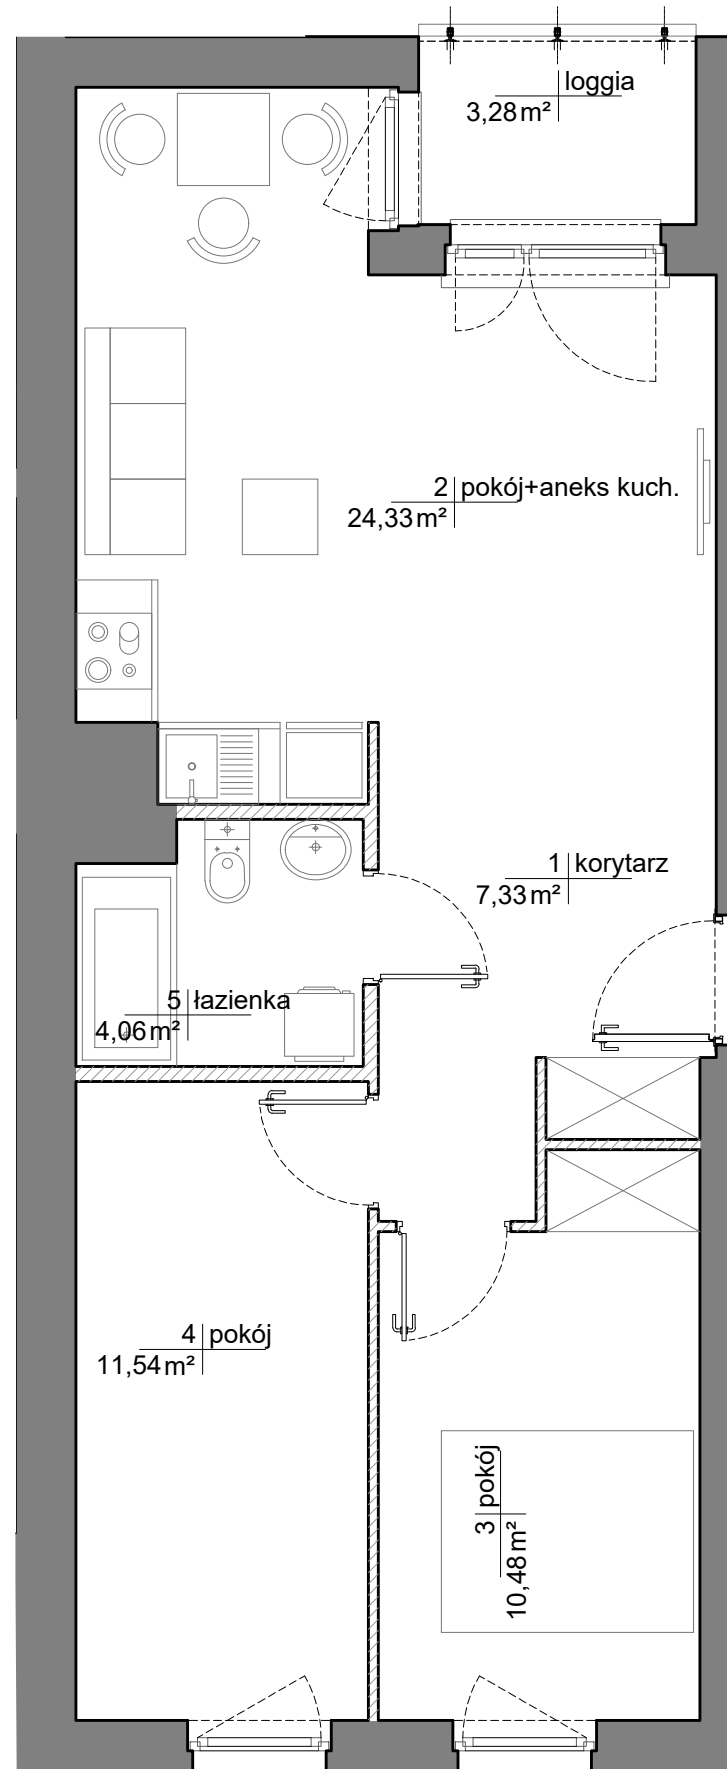 loggia
3,28 m²
2 pokój+aneks kuch.
24,33 m²
1 korytarz
7,33 m²
5 łazienka
4,06 m²
4 pokój
11,54 m²
3 pokój
10,48 m²